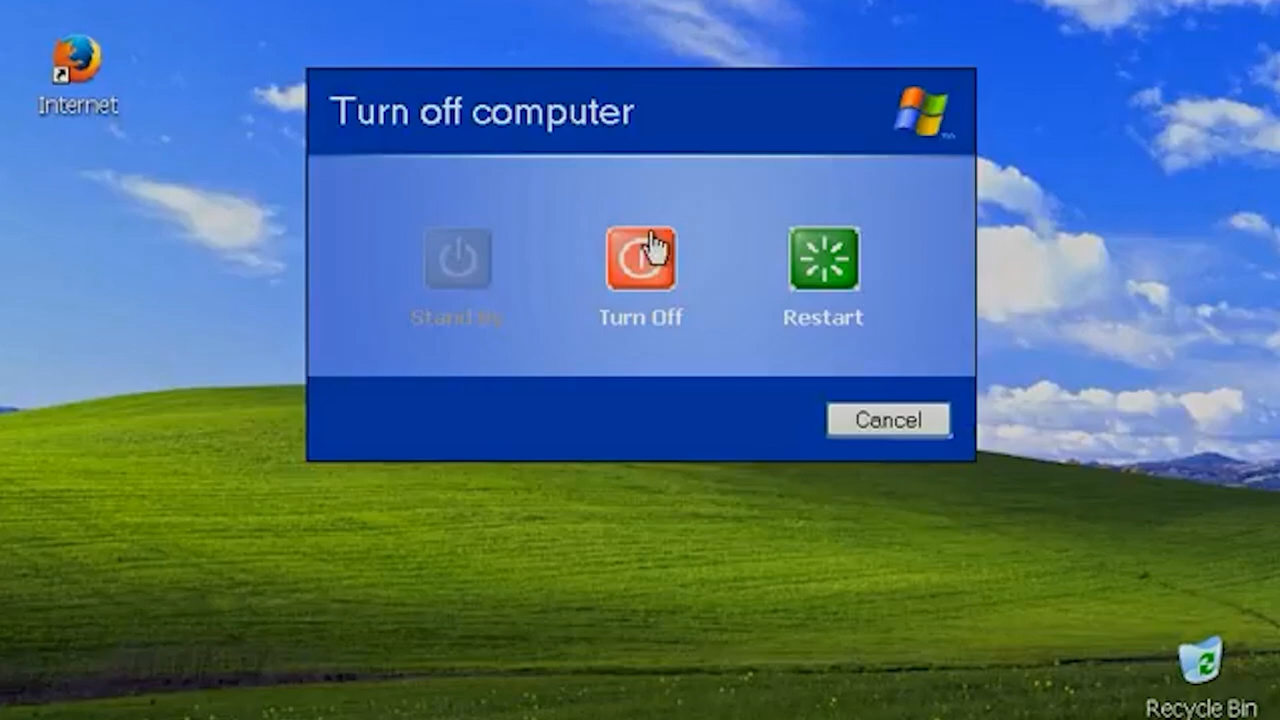 Internet
Turn off computer
Stand By
Turn Off
Restart
Cancel
Recycle Bin